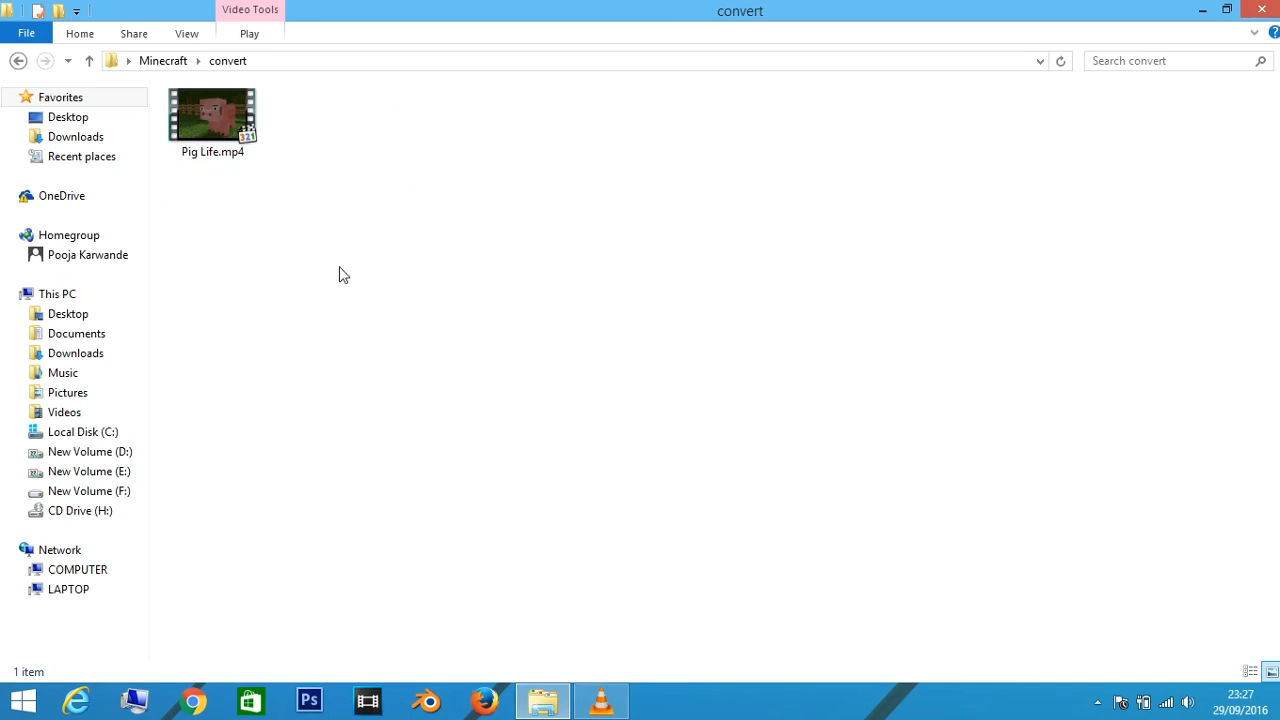 Video Tools
convert
File
Home
Share
View
Play
Minecraft
convert
Search convert
Favorites
Desktop
Downloads
Recent places
OneDrive
Homegroup
Pooja Karwande
This PC
Desktop
Documents
Downloads
Music
Pictures
Videos
Local Disk (C:)
New Volume (D:)
New Volume (E:)
New Volume (F:)
CD Drive (H:)
Network
COMPUTER
LAPTOP
321
Pig Life.mp4
1 item
Ps
23:27
29/09/2016